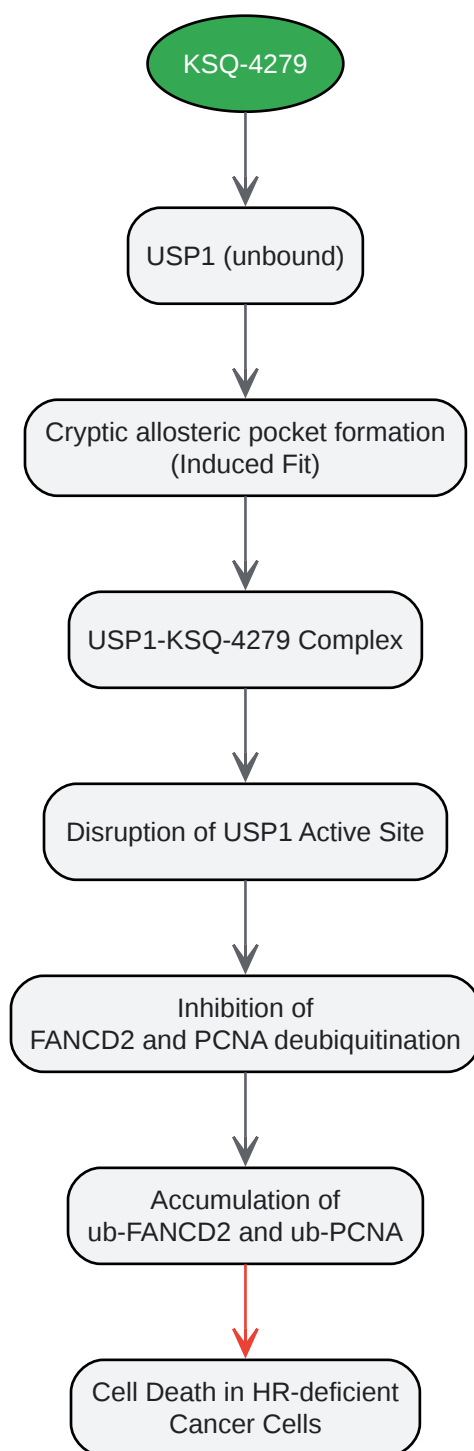 KSQ-4279
USP1 (unbound)
Cryptic allosteric pocket formation
(Induced Fit)
USP1-KSQ-4279 Complex
Disruption of USP1 Active Site
Inhibition of
FANCD2 and PCNA deubiquitination
Accumulation of
ub-FANCD2 and ub-PCNA
Cell Death in HR-deficient
Cancer Cells